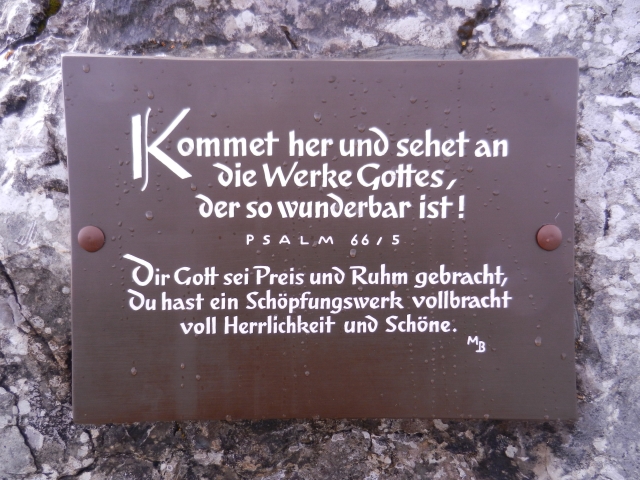 Kommet her und sehet an
die Werke Gottes,
der so wunderbar ist!
PSALM 66/5
Dir Gott sei Preis und Ruhm gebracht,
Du hast ein Schöpfungswerk vollbracht
voll Herrlichkeit und Schöne.
MB